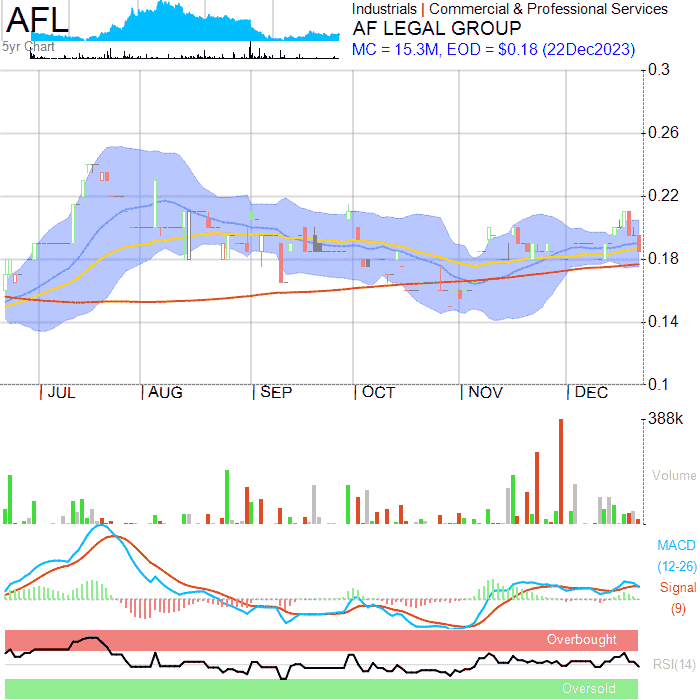 AFL
5yr Chart
Industrials | Commercial & Professional Services
AF LEGAL GROUP
MC = 15.3M, EOD = $0.18 (22Dec2023)
0.3
0.26
0.22
0.18
0.14
0.1
JUL
AUG
SEP
OCT
NOV
DEC
388k
Volume
MACD
(12-26)
Signal
(9)
Overbought
RSI(14)
Oversold